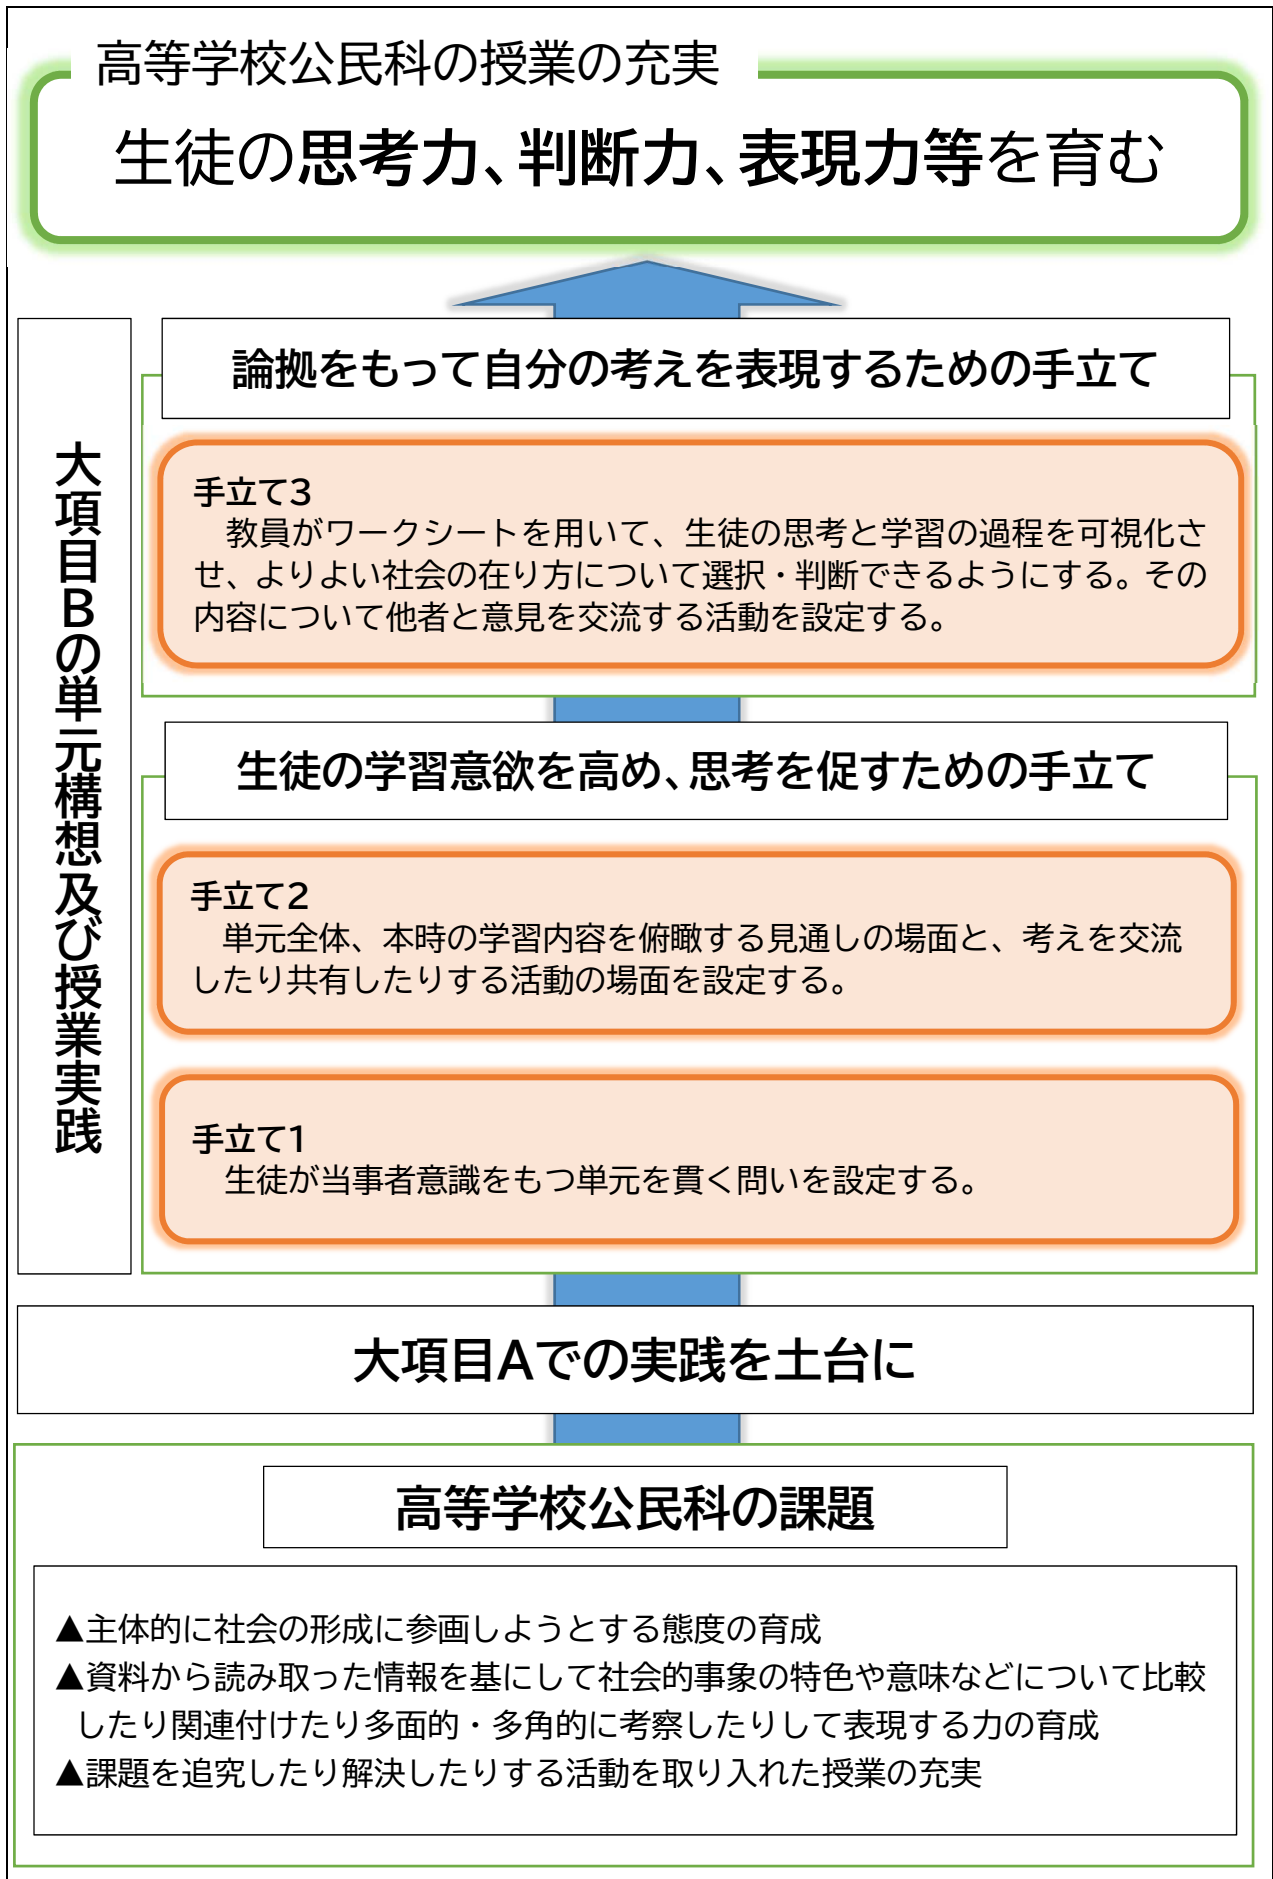 高等学校公民科の授業の充実
生徒の思考力、判断力、表現力等を育む
大項目Bの単元構想及び授業実践
論拠をもって自分の考えを表現するための手立て
手立て3
　教員がワークシートを用いて、生徒の思考と学習の過程を可視化さ
せ、よりよい社会の在り方について選択・判断できるようにする。その
内容について他者と意見を交流する活動を設定する。
生徒の学習意欲を高め、思考を促すための手立て
手立て2
　単元全体、本時の学習内容を俯瞰する見通しの場面と、考えを交流
したり共有したりする活動の場面を設定する。
手立て1
　生徒が当事者意識をもつ単元を貫く問いを設定する。
大項目Aでの実践を土台に
高等学校公民科の課題
▲主体的に社会の形成に参画しようとする態度の育成
▲資料から読み取った情報を基にして社会的事象の特色や意味などについて比較
したり関連付けたり多面的・多角的に考察したりして表現する力の育成
▲課題を追究したり解決したりする活動を取り入れた授業の充実